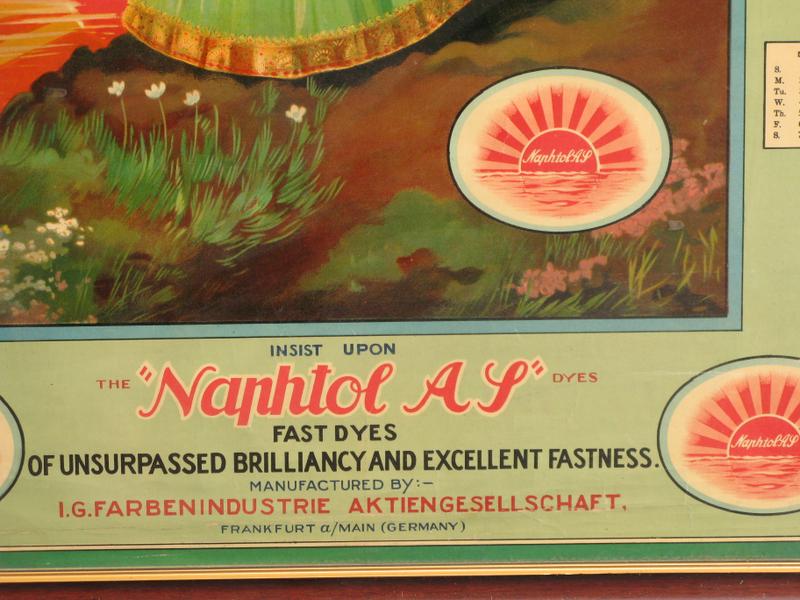 S.
M.
Tu.
W.
Th.
F.
S.
Naphtol AS
INSIST UPON
THE "Naphtol AS" DYES
FAST DYES
OF UNSURPASSED BRILLIANCY AND EXCELLENT FASTNESS.
MANUFACTURED BY:–
I.G. FARBENINDUSTRIE AKTIENGESELLSCHAFT,
FRANKFURT a/MAIN (GERMANY)
Naphtol AS